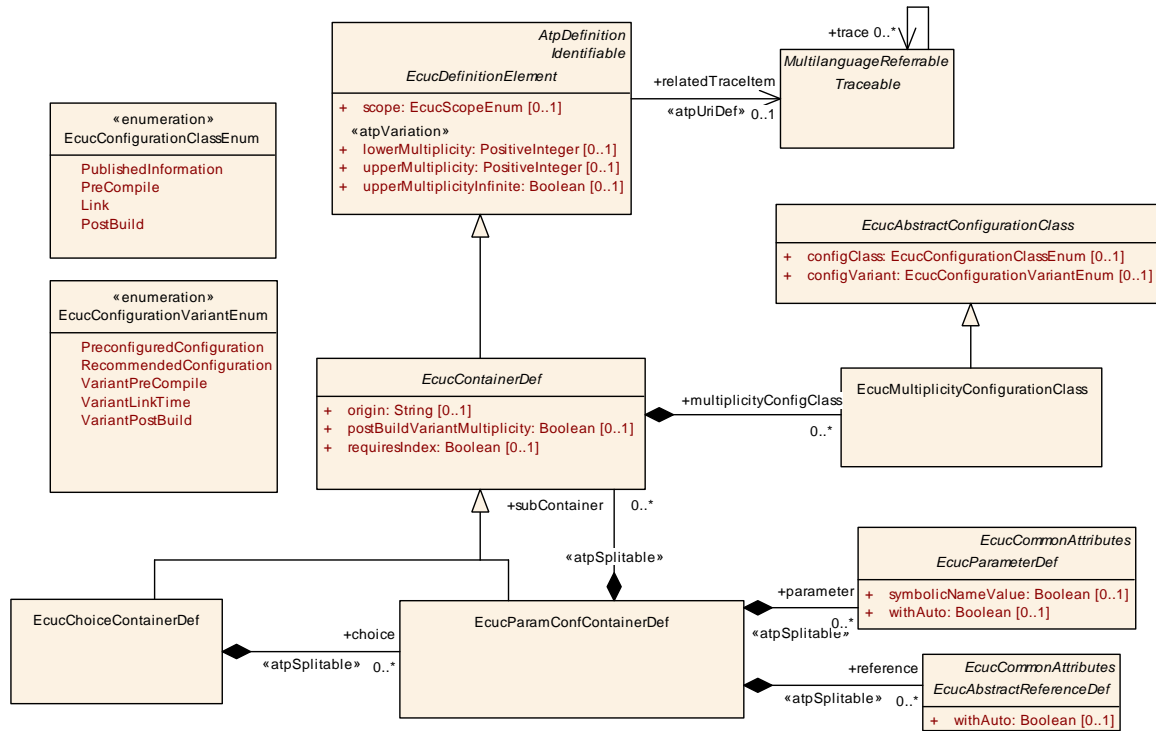 AtpDefinition
Identifiable
EcucDefinitionElement
+ scope: EcucScopeEnum [0..1]
«atpVariation»
+ lowerMultiplicity: PositiveInteger [0..1]
+ upperMultiplicity: PositiveInteger [0..1]
+ upperMultiplicityInfinite: Boolean [0..1]
+relatedTraceItem
«atpUriDef» 0..1
+trace 0..*
MultilanguageReferrable
Traceable
«enumeration»
EcucConfigurationClassEnum
PublishedInformation
PreCompile
Link
PostBuild
EcucAbstractConfigurationClass
+ configClass: EcucConfigurationClassEnum [0..1]
+ configVariant: EcucConfigurationVariantEnum [0..1]
«enumeration»
EcucConfigurationVariantEnum
PreconfiguredConfiguration
RecommendedConfiguration
VariantPreCompile
VariantLinkTime
VariantPostBuild
EcucContainerDef
+ origin: String [0..1]
+ postBuildVariantMultiplicity: Boolean [0..1]
+ requiresIndex: Boolean [0..1]
+multiplicityConfigClass
0..*
EcucMultiplicityConfigurationClass
+subContainer 0..*
«atpSplitable»
EcucChoiceContainerDef
+choice
«atpSplitable» 0..*
EcucParamConfContainerDef
+parameter
0..*
«atpSplitable»
EcucCommonAttributes
EcucParameterDef
+ symbolicNameValue: Boolean [0..1]
+ withAuto: Boolean [0..1]
+reference
«atpSplitable» 0..*
EcucCommonAttributes
EcucAbstractReferenceDef
+ withAuto: Boolean [0..1]